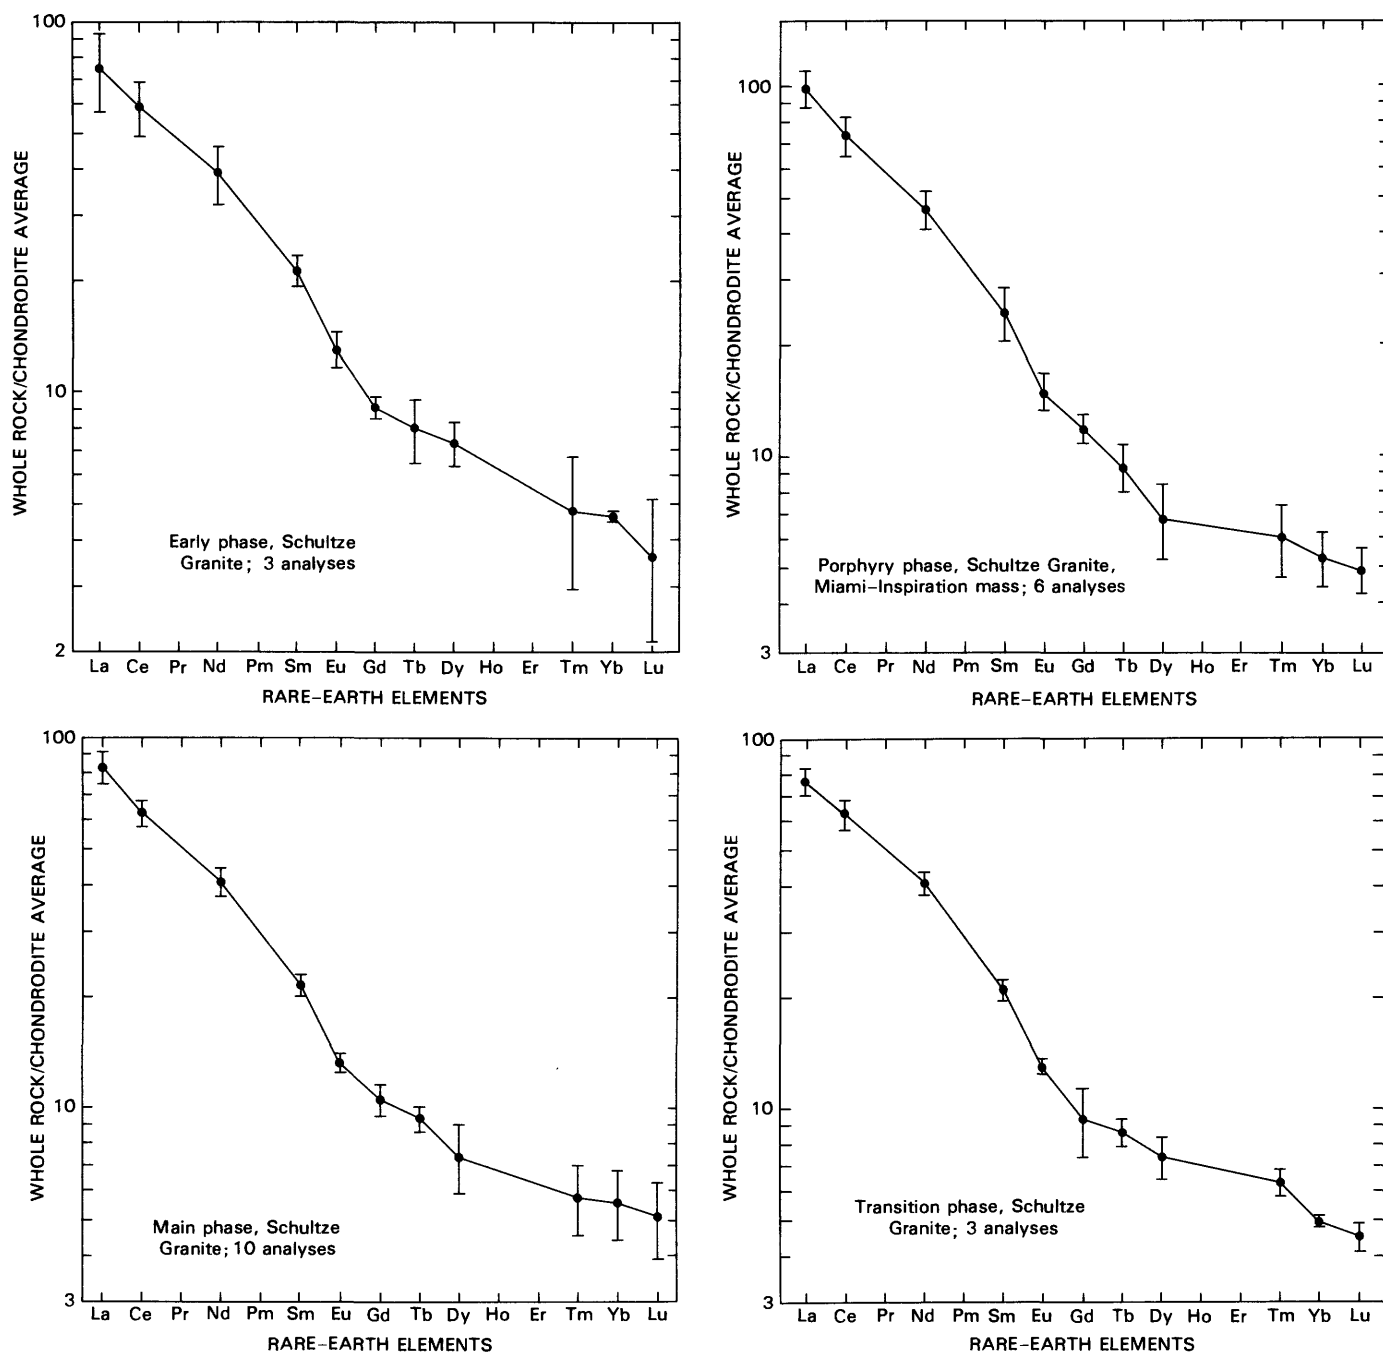 WHOLE ROCK/CHONDRODITE AVERAGE
100
10
2
Early phase, Schultze
Granite; 3 analyses
La Ce Pr Nd Pm Sm Eu Gd Tb Dy Ho Er Tm Yb Lu
RARE-EARTH ELEMENTS
WHOLE ROCK/CHONDRODITE AVERAGE
100
10
3
Porphyry phase, Schultze Granite,
Miami-Inspiration mass; 6 analyses
La Ce Pr Nd Pm Sm Eu Gd Tb Dy Ho Er Tm Yb Lu
RARE-EARTH ELEMENTS
WHOLE ROCK/CHONDRODITE AVERAGE
100
10
3
Main phase, Schultze
Granite; 10 analyses
La Ce Pr Nd Pm Sm Eu Gd Tb Dy Ho Er Tm Yb Lu
RARE-EARTH ELEMENTS
WHOLE ROCK/CHONDRODITE AVERAGE
100
10
3
Transition phase, Schultze
Granite; 3 analyses
La Ce Pr Nd Pm Sm Eu Gd Tb Dy Ho Er Tm Yb Lu
RARE-EARTH ELEMENTS